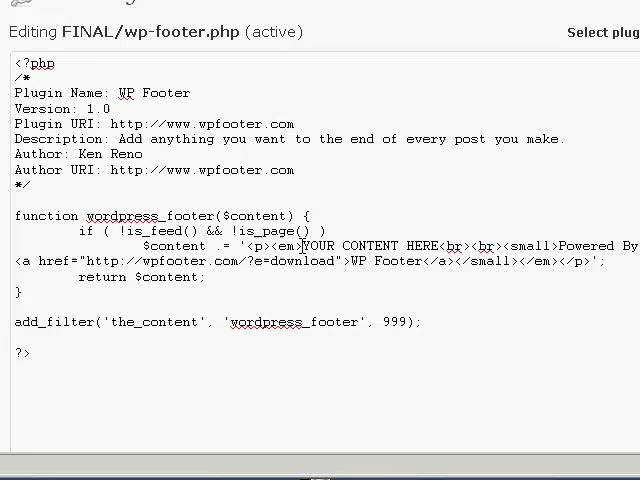 Editing FINAL/wp-footer.php (active)
Select plug
<?php
/*
Plugin Name: WP Footer
Version: 1.0
Plugin URI: http://www.wpfooter.com
Description: Add anything you want to the end of every post you make.
Author: Ken Reno
Author URI: http://www.wpfooter.com
*/
function wordpress_footer($content) {
if ( !is_feed() && !is_page() )
$content .= '<p><em>YOUR CONTENT HERE<br><br><small>Powered By
<a href="http://wpfooter.com/?e=download">WP Footer</a></small></em></p>';
return $content;
}
add_filter('the_content', 'wordpress_footer', 999);
?>